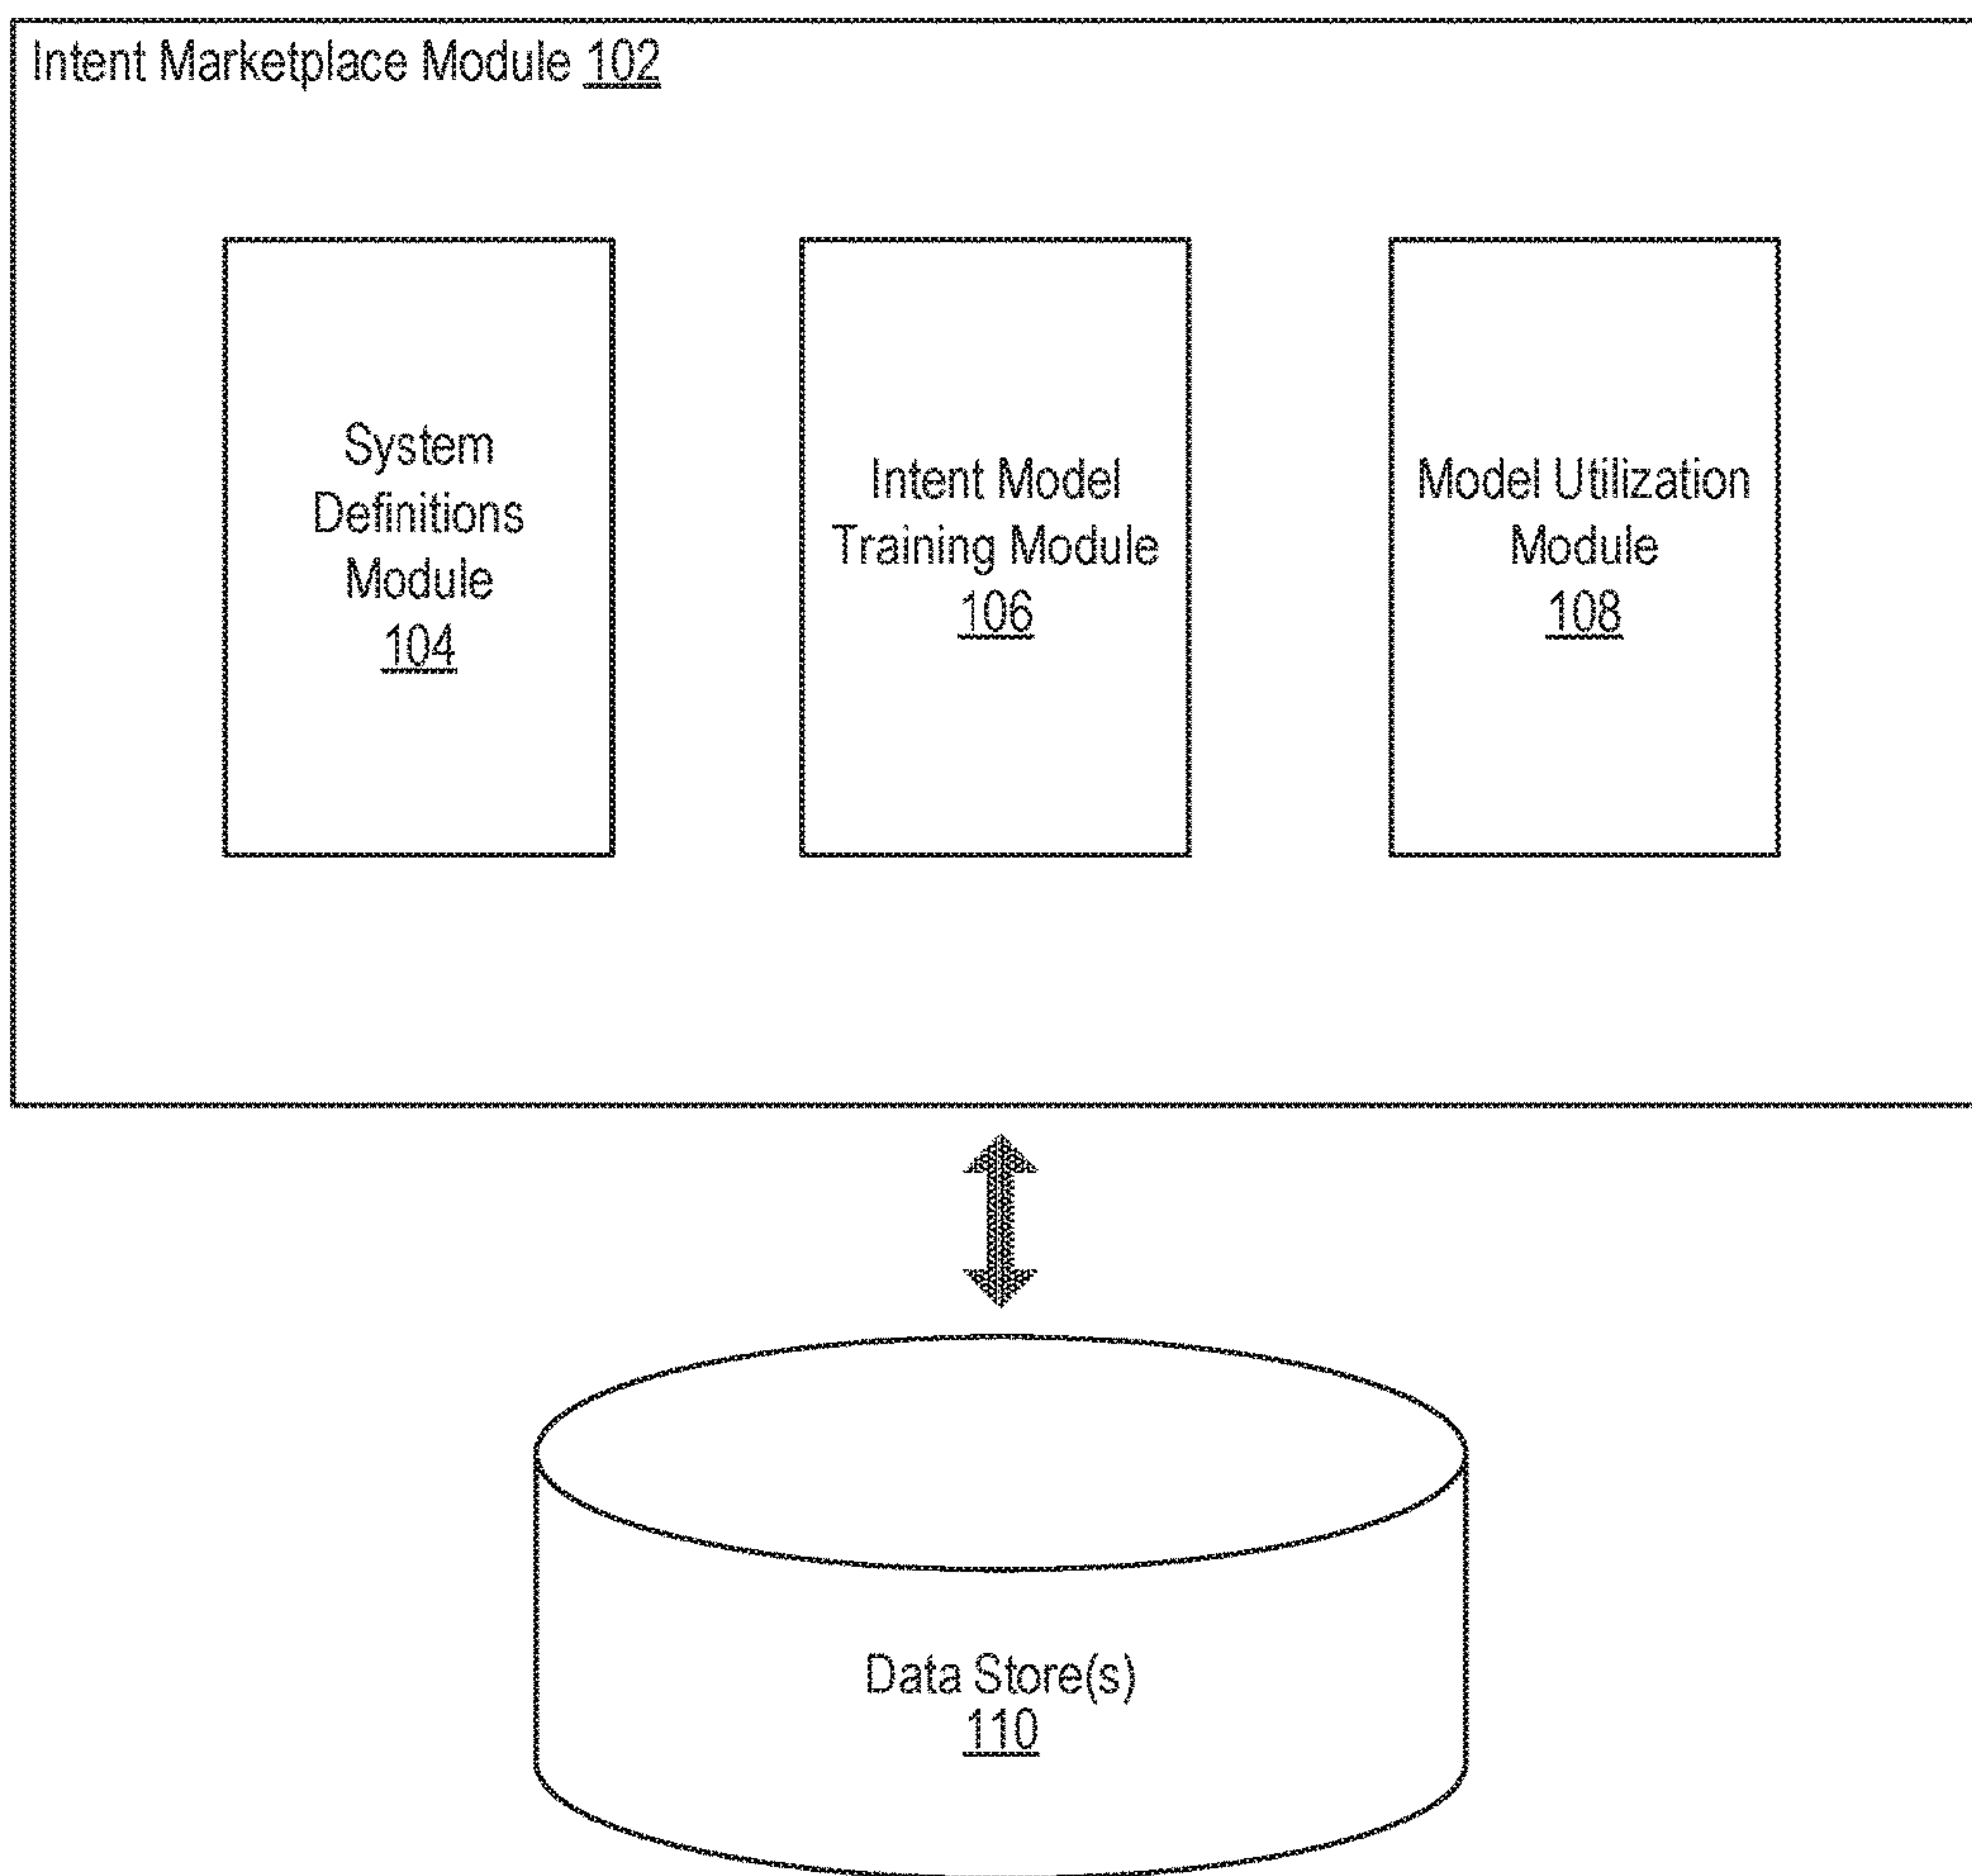 Intent Marketplace Module 102
System
Definitions
Module
104
Intent Model
Training Module
106
Model Utilization
Module
108
Data Store(s)
110